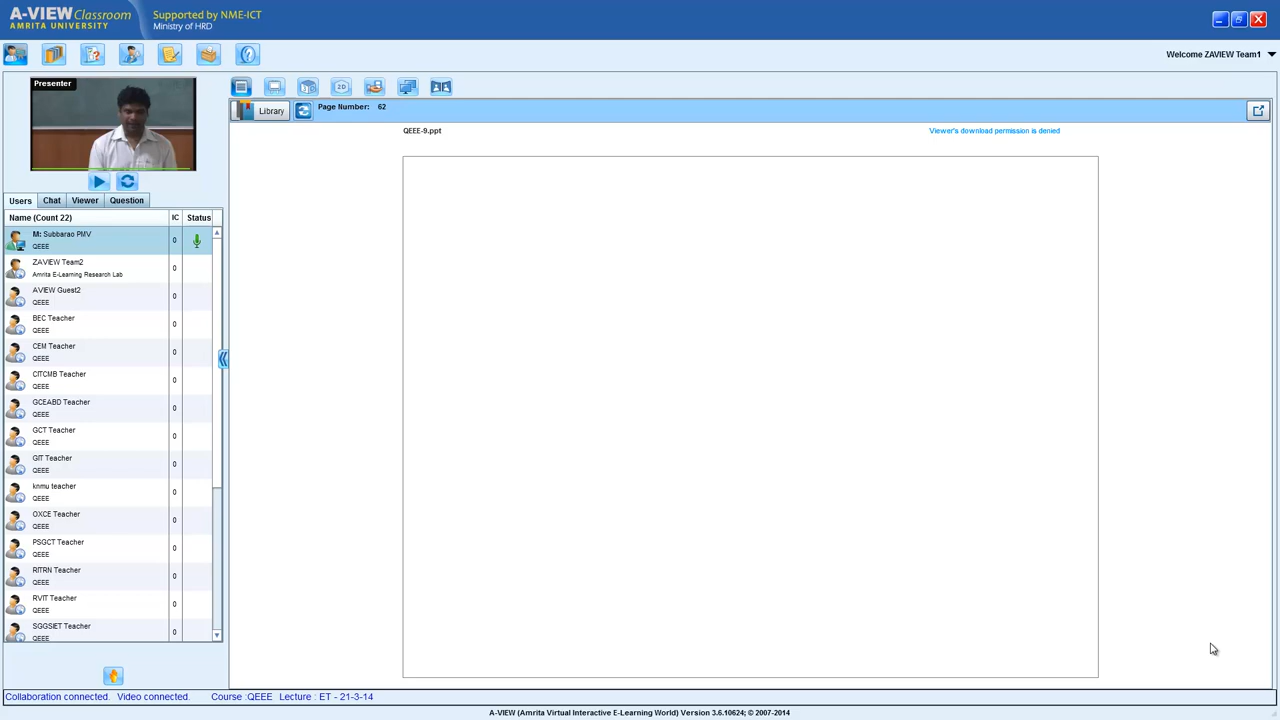 A-VIEW Classroom
AMRITA UNIVERSITY
Supported by NME-ICT
Ministry of HRD
Welcome ZAVIEW Team1
Presenter
2D
Library
Page Number: 62
QEEE-9.ppt
Viewer's download permission is denied
Users
Chat
Viewer
Question
Name (Count 22)
IC
Status
M: Subbarao PMV
QEEE
0
ZAVIEW Team2
Amrita E-Learning Research Lab
0
AVIEW Guest2
QEEE
0
BEC Teacher
QEEE
0
CEM Teacher
QEEE
0
CITCMB Teacher
QEEE
0
GCEABD Teacher
QEEE
0
GCT Teacher
QEEE
0
GIT Teacher
QEEE
0
knmu teacher
QEEE
0
OXCE Teacher
QEEE
0
PSGCT Teacher
QEEE
0
RITRN Teacher
QEEE
0
RVIT Teacher
QEEE
0
SGGSIET Teacher
QEEE
0
Collaboration connected. Video connected. Course :QEEE Lecture : ET - 21-3-14
A-VIEW (Amrita Virtual Interactive E-Learning World) Version 3.6.10624; © 2007-2014